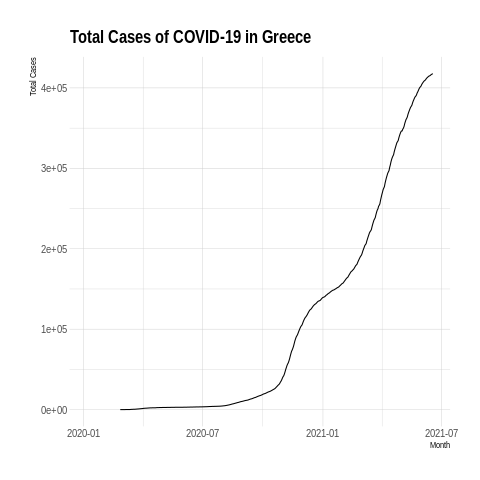 Total Cases of COVID-19 in Greece
Total Cases
4e+05
3e+05
2e+05
1e+05
0e+00
2020-01 2020-07 2021-01 2021-07
Month